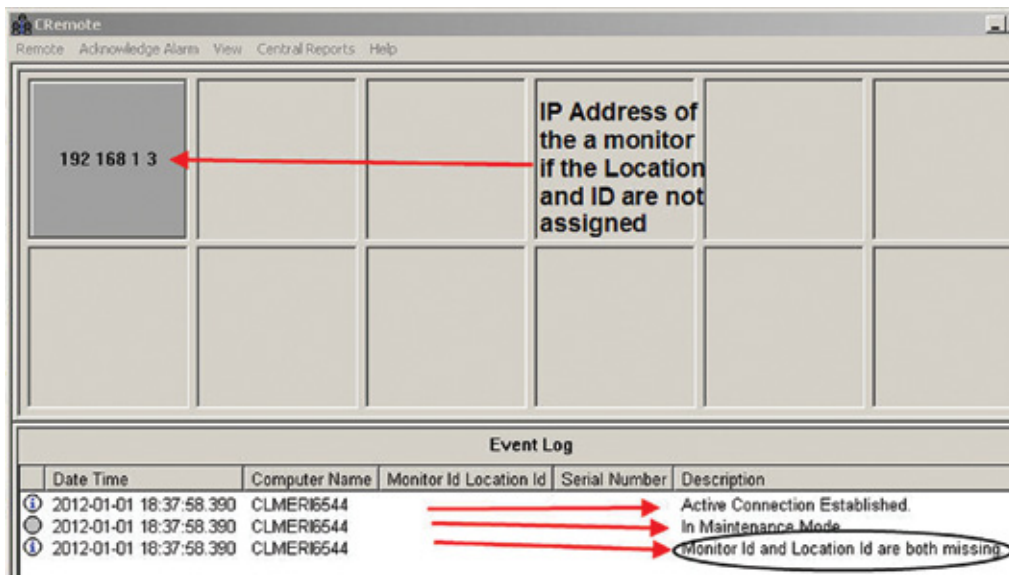 CRemote
Remote Acknowledge Alarm View Central Reports Help
192 168 1 3
IP Address of
the a monitor
if the Location
and ID are not
assigned
Event Log
Date Time Computer Name Monitor Id Location Id Serial Number Description
2012-01-01 18:37:58.390 CLMERI6544 Active Connection Established.
2012-01-01 18:37:58.390 CLMERI6544 In Maintenance Mode
2012-01-01 18:37:58.390 CLMERI6544 Monitor Id and Location Id are both missing